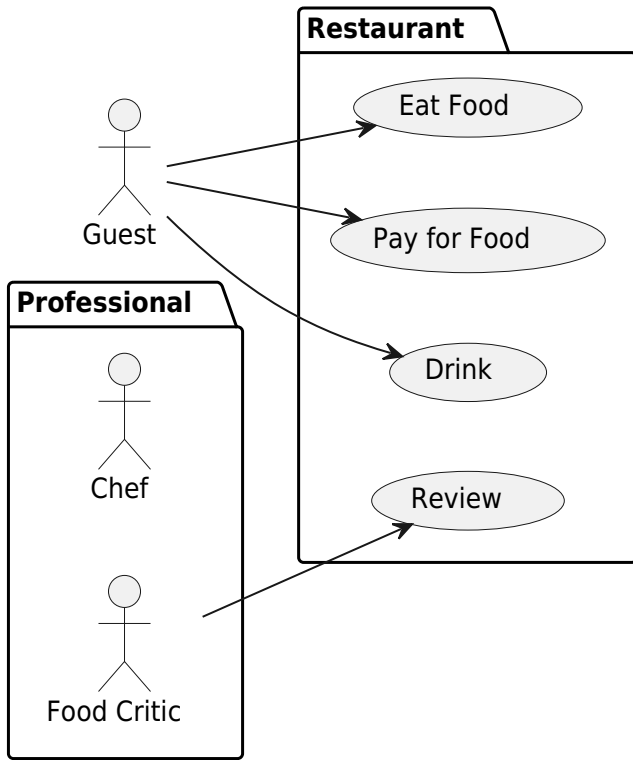 Restaurant
Eat Food
Guest
Pay for Food
Professional
Drink
Chef
Review
Food Critic